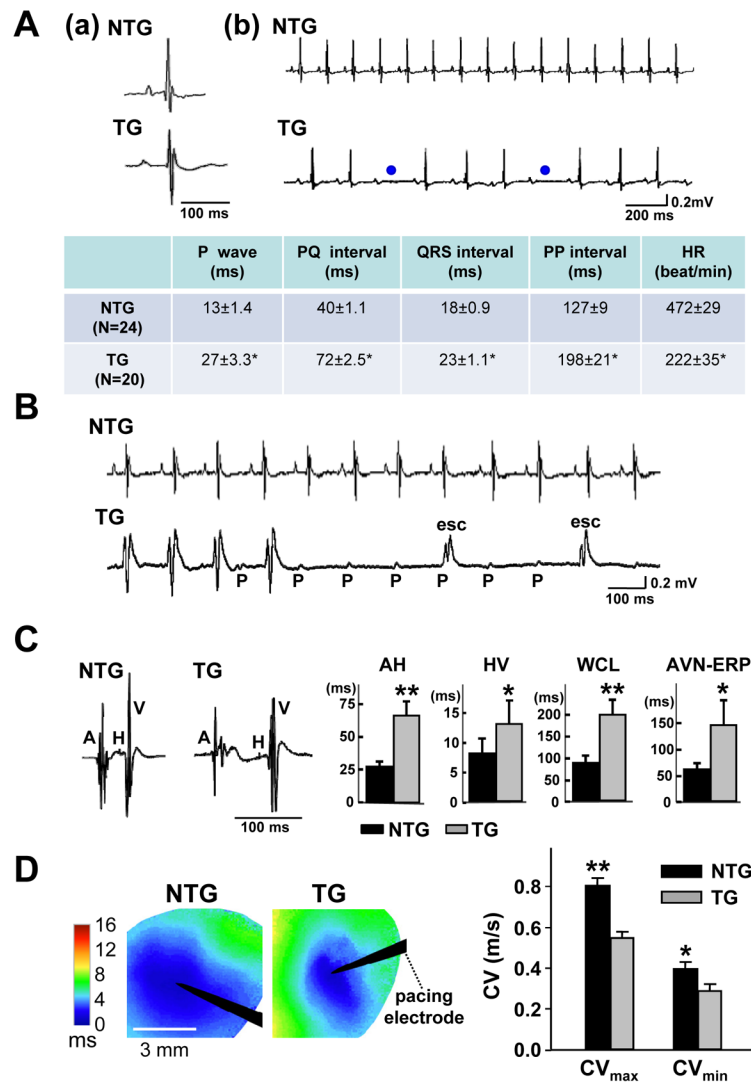 A
(a) NTG
(b)
NTG
TG
TG
100 ms
0.2mV
200 ms
P wave (ms) PQ interval (ms) QRS interval (ms) PP interval (ms) HR (beat/min)
NTG (N=24) 13±1.4 40±1.1 18±0.9 127±9 472±29
TG (N=20) 27±3.3* 72±2.5* 23±1.1* 198±21* 222±35*
B
NTG
TG
esc esc
P P P P P P P
0.2 mV
100 ms
C
NTG TG
A H V
A H V
100 ms
AH HV WCL AVN-ERP
(ms) (ms) (ms) (ms)
75 50 25 0
**
15 12 9 6 3 0
*
200 150 100 50 0
**
150 100 50 0
*
NTG TG
D
NTG TG
16
12
8
4
0
ms
3 mm
pacing
electrode
CV (m/s)
0.8
0.6
0.4
0.2
0.0
**
*
NTG
TG
CVmax CVmin